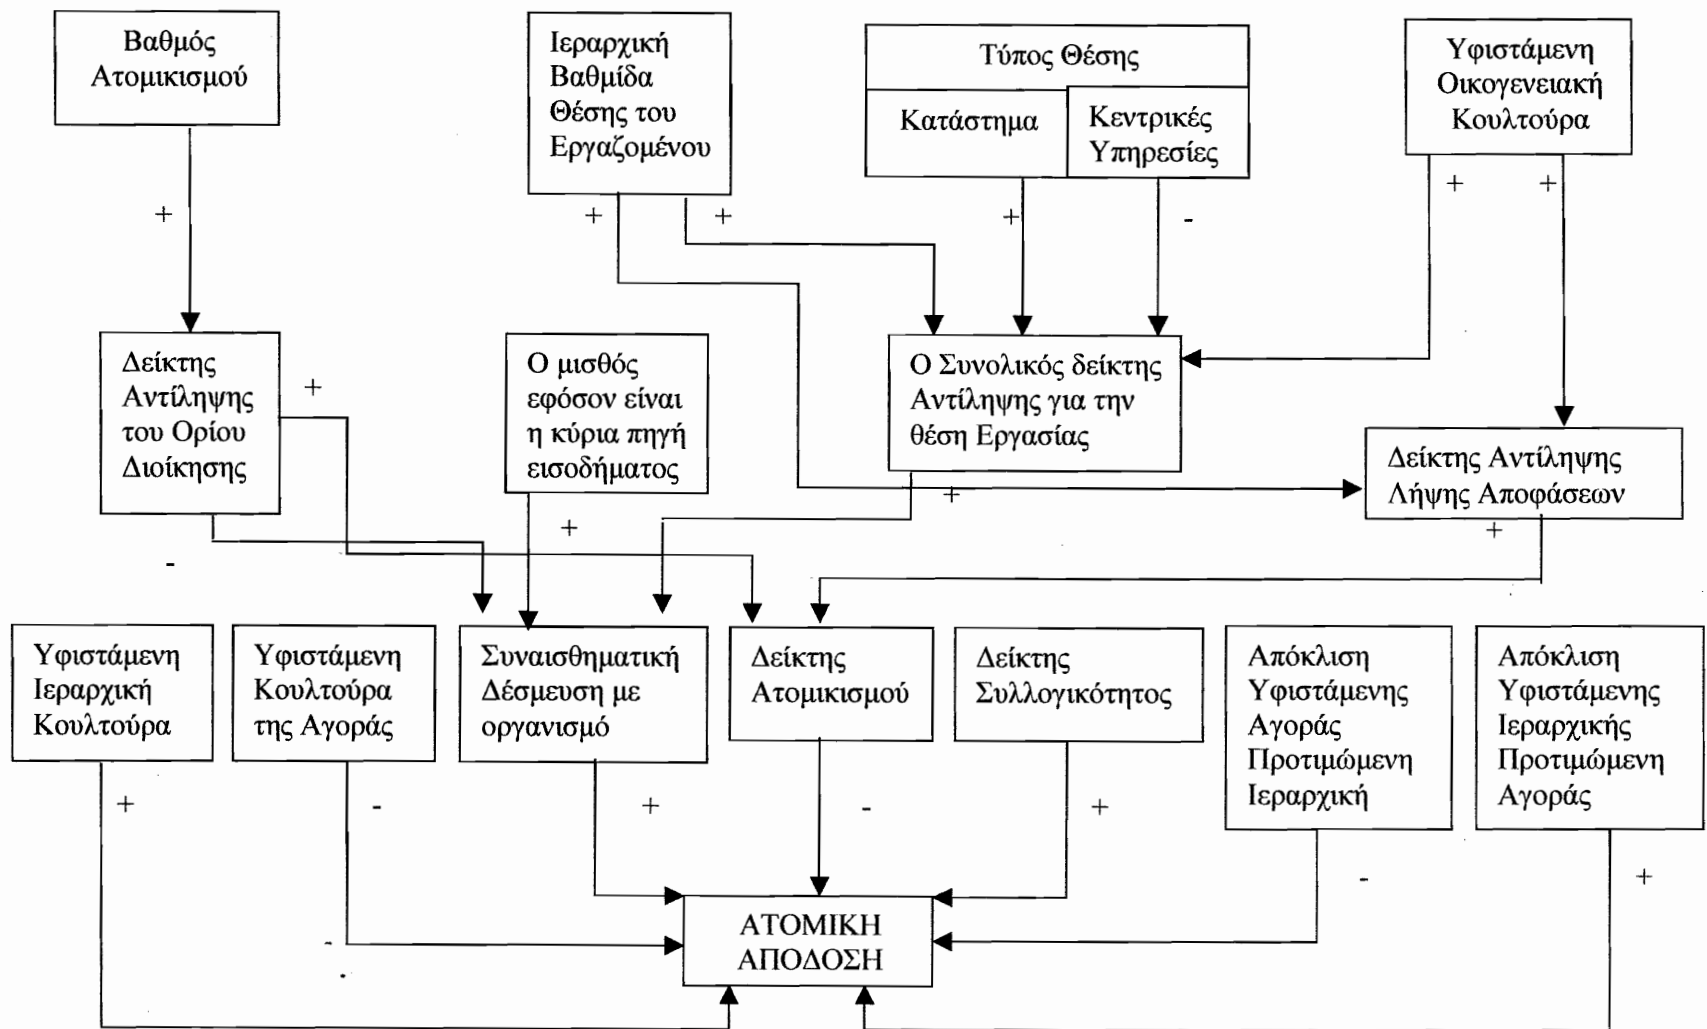 Βαθμός
Ατομικισμού
Ιεραρχική
Βαθμίδα
Θέσης του
Εργαζομένου
Τύπος Θέσης
Κατάστημα
Κεντρικές
Υπηρεσίες
Υφιστάμενη
Οικογενειακή
Κουλτούρα
+
+
+
+
-
+
+
Δείκτης
Αντίληψης
του Ορίου
Διοίκησης
+
Ο μισθός
εφόσον είναι
η κύρια πηγή
εισοδήματος
Ο Συνολικός δείκτης
Αντίληψης για την
θέση Εργασίας
Δείκτης Αντίληψης
Λήψης Αποφάσεων
-
+
+
+
Υφιστάμενη
Ιεραρχική
Κουλτούρα
Υφιστάμενη
Κουλτούρα
της Αγοράς
Συναισθηματική
Δέσμευση με
οργανισμό
Δείκτης
Ατομικισμού
Δείκτης
Συλλογικότητος
Απόκλιση
Υφιστάμενης
Αγοράς
Προτιμώμενη
Ιεραρχική
Απόκλιση
Υφιστάμενης
Ιεραρχικής
Προτιμώμενη
Αγοράς
+
-
+
-
+
-
+
ΑΤΟΜΙΚΗ
ΑΠΟΔΟΣΗ